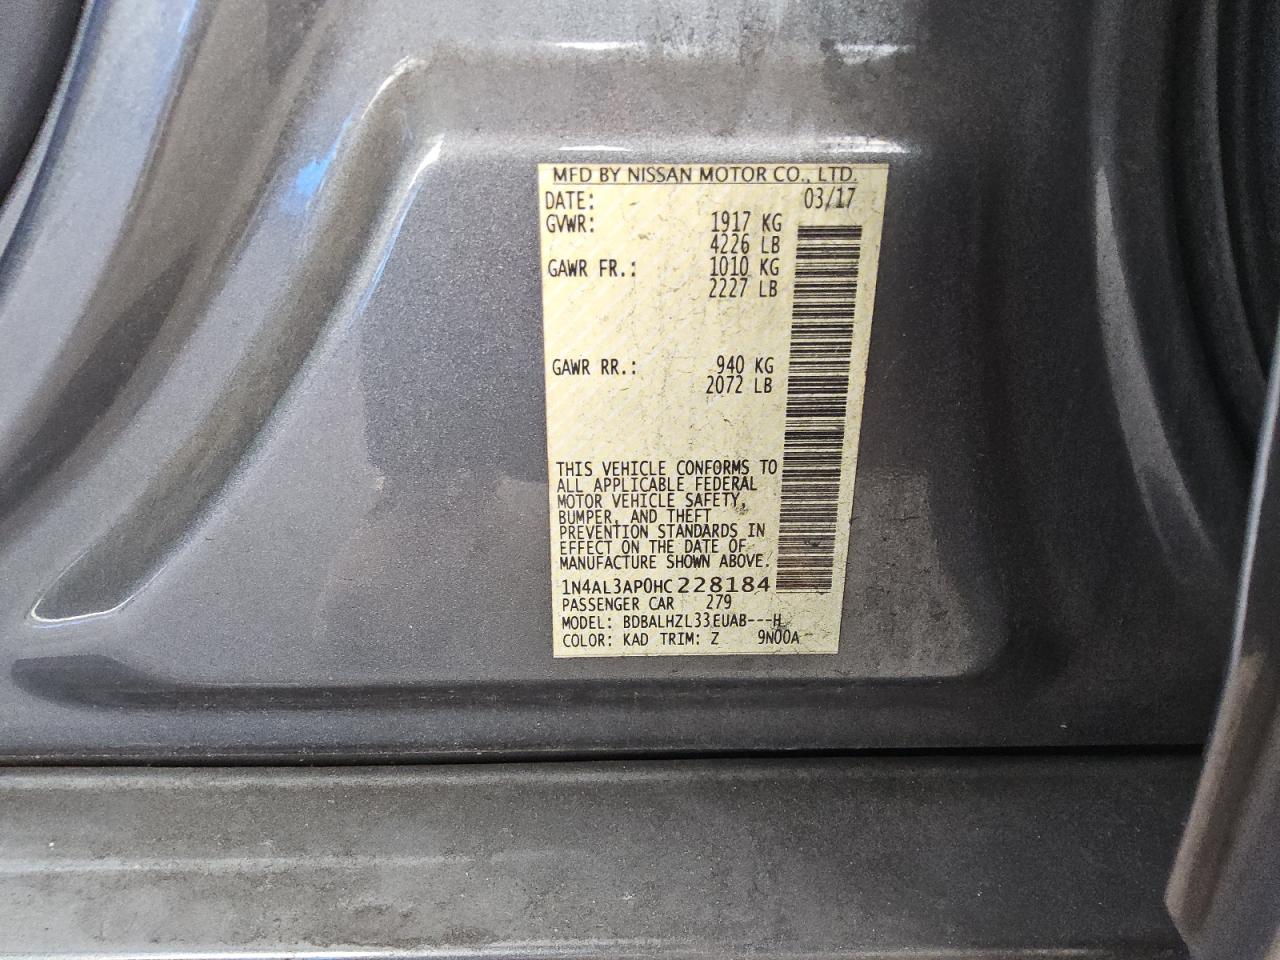 MFD BY NISSAN MOTOR CO., LTD.
DATE: 03/17
GVWR: 1917 KG
4226 LB
GAWR FR.: 1010 KG
2227 LB
GAWR RR.: 940 KG
2072 LB
THIS VEHICLE CONFORMS TO
ALL APPLICABLE FEDERAL
MOTOR VEHICLE SAFETY,
BUMPER, AND THEFT
PREVENTION STANDARDS IN
EFFECT ON THE DATE OF
MANUFACTURE SHOWN ABOVE.
1N4AL3AP0HC228184
PASSENGER CAR 279
MODEL: BDBALHZL33EUAB---H
COLOR: KAD TRIM: Z 9N00A